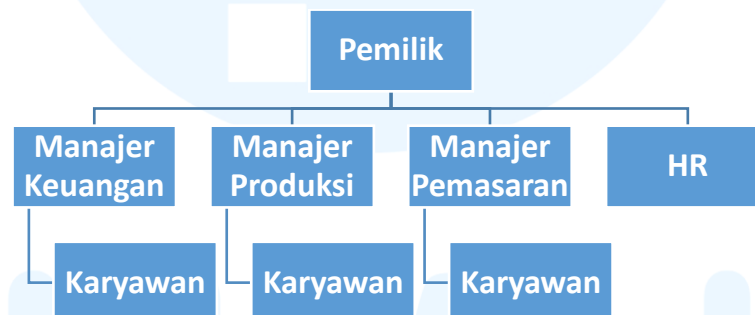 Pemilik
Manajer
Keuangan
Manajer
Produksi
Manajer
Pemasaran
HR
Karyawan
Karyawan
Karyawan